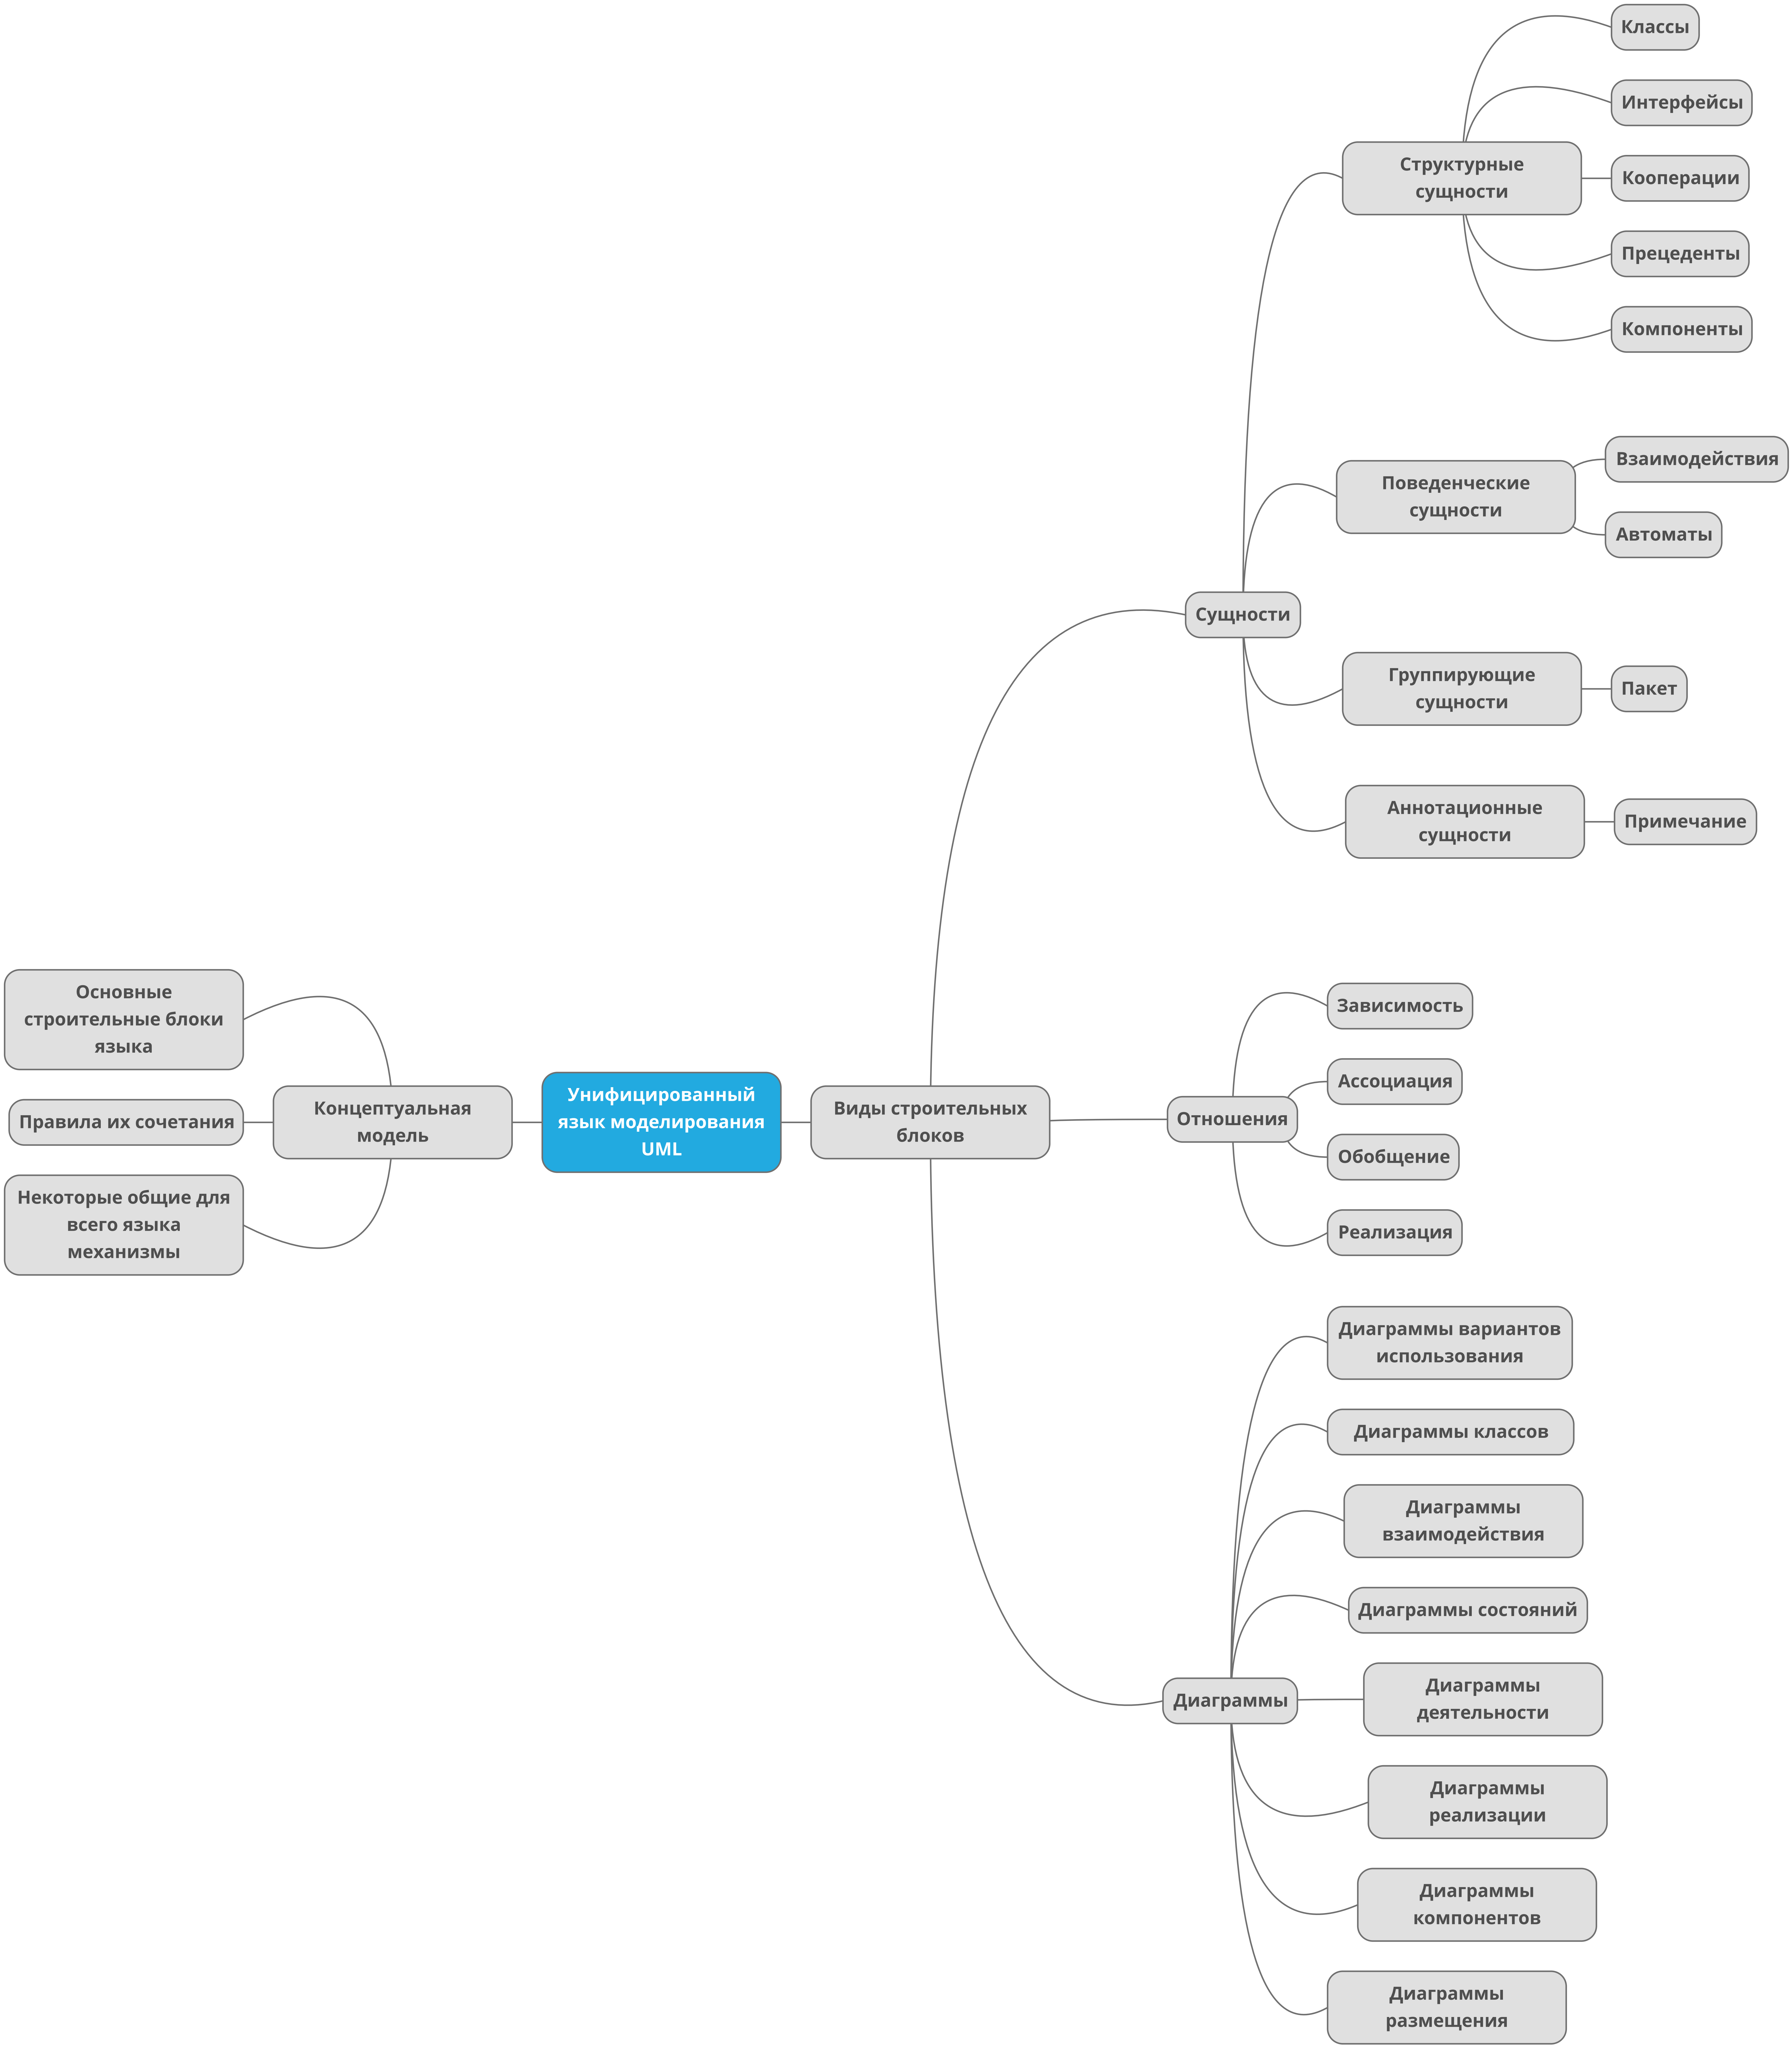 Классы
Интерфейсы
Структурные
сущности
Кооперации
Прецеденты
Компоненты
Взаимодействия
Поведенческие
сущности
Автоматы
Сущности
Группирующие
сущности
Пакет
Аннотационные
сущности
Примечание
Основные
строительные блоки
языка
Правила их сочетания
Некоторые общие для
всего языка
механизмы
Концептуальная
модель
Унифицированный
язык моделирования
UML
Виды строительных
блоков
Зависимость
Ассоциация
Отношения
Обобщение
Реализация
Диаграммы вариантов
использования
Диаграммы классов
Диаграммы
взаимодействия
Диаграммы состояний
Диаграммы
Диаграммы
деятельности
Диаграммы
реализации
Диаграммы
компонентов
Диаграммы
размещения